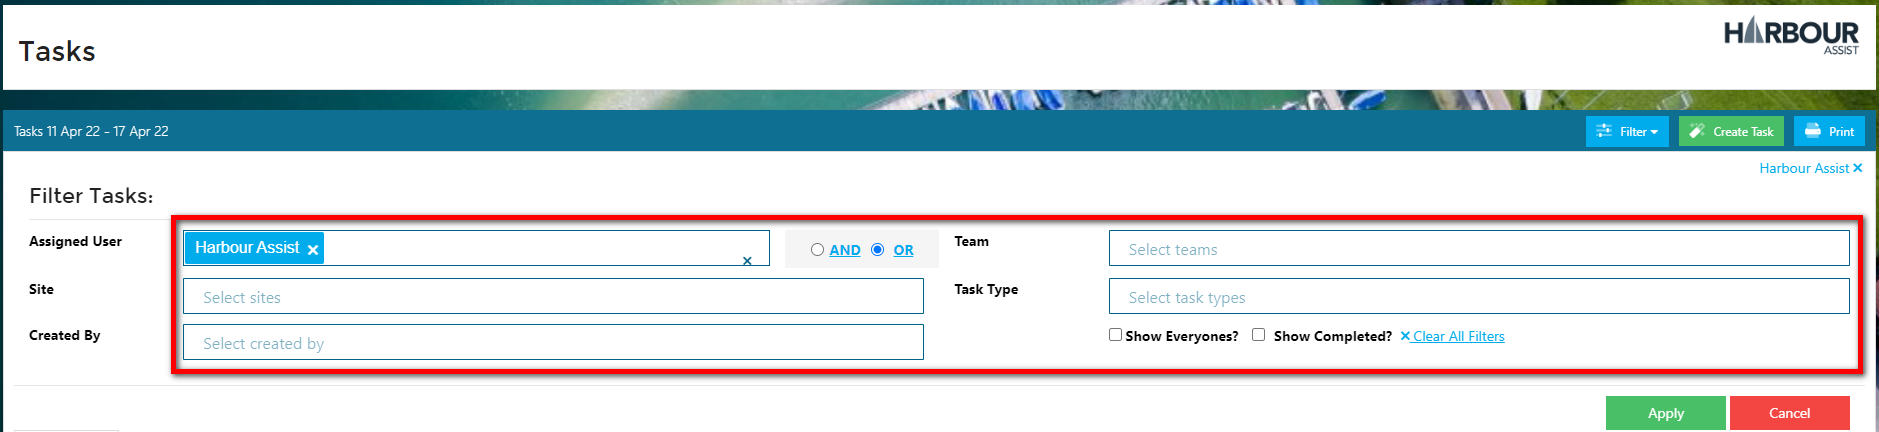 Tasks
HARBOUR
ASSIST
Tasks 11 Apr 22 - 17 Apr 22
Filter
Create Task
Print
Harbour Assist ×
Filter Tasks:
Assigned User
Harbour Assist ×
×
AND
OR
Team
Select teams
Site
Select sites
Task Type
Select task types
Created By
Select created by
Show Everyones?
Show Completed?
× Clear All Filters
Apply
Cancel